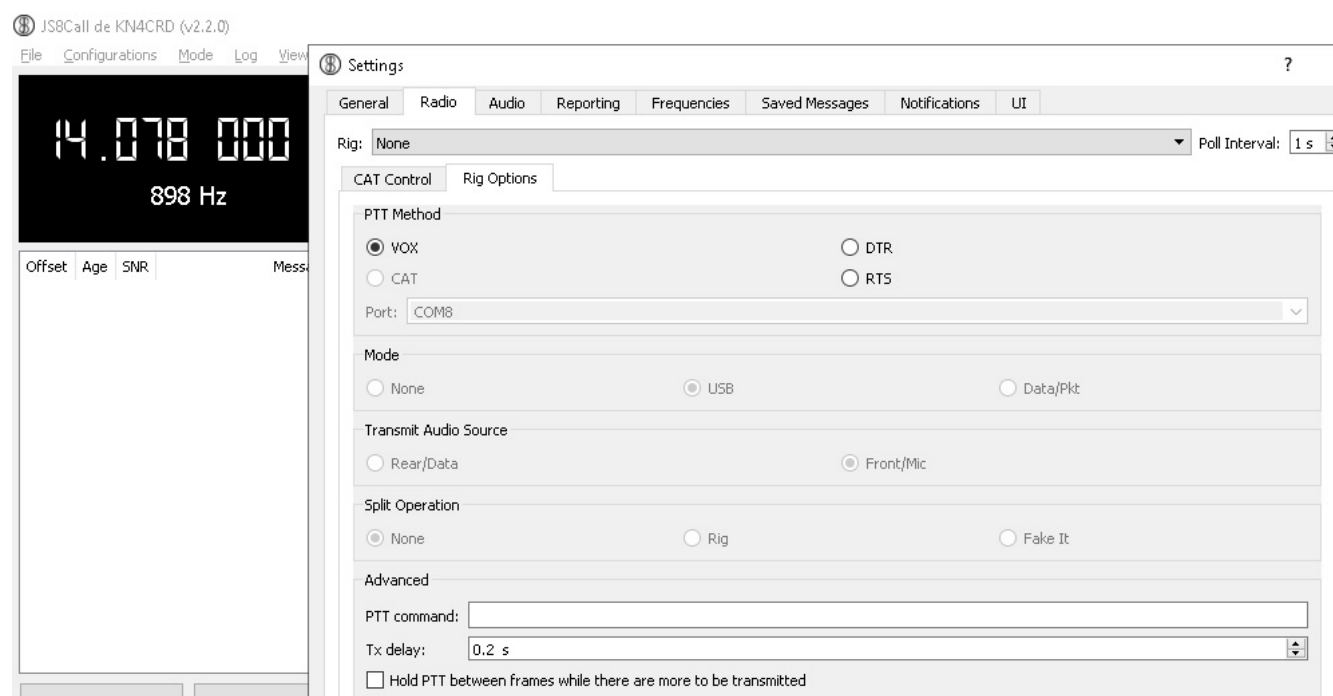 JS8Call de KN4CRD (v2.2.0)
File Configurations Mode Log View
14.078 000
898 Hz
Offset Age SNR
Settings ?
General Radio Audio Reporting Frequencies Saved Messages Notifications UI
Rig: None Poll Interval: 1 s
CAT Control Rig Options
PTT Method
VOX DTR
CAT RTS
Port: COM8
Mode
None USB Data/Pkt
Transmit Audio Source
Rear/Data Front/Mic
Split Operation
None Rig Fake It
Advanced
PTT command:
Tx delay: 0.2 s
Hold PTT between frames while there are more to be transmitted